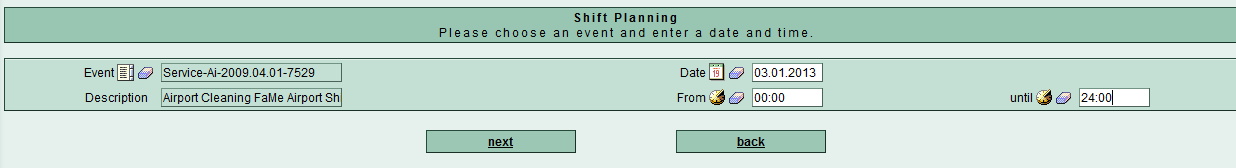 Shift Planning
Please choose an event and enter a date and time.
Event Service-Ai-2009.04.01-7529 Date 19 03.01.2013
Description Airport Cleaning FaMe Airport Sh From 00:00 until 24:00
next back